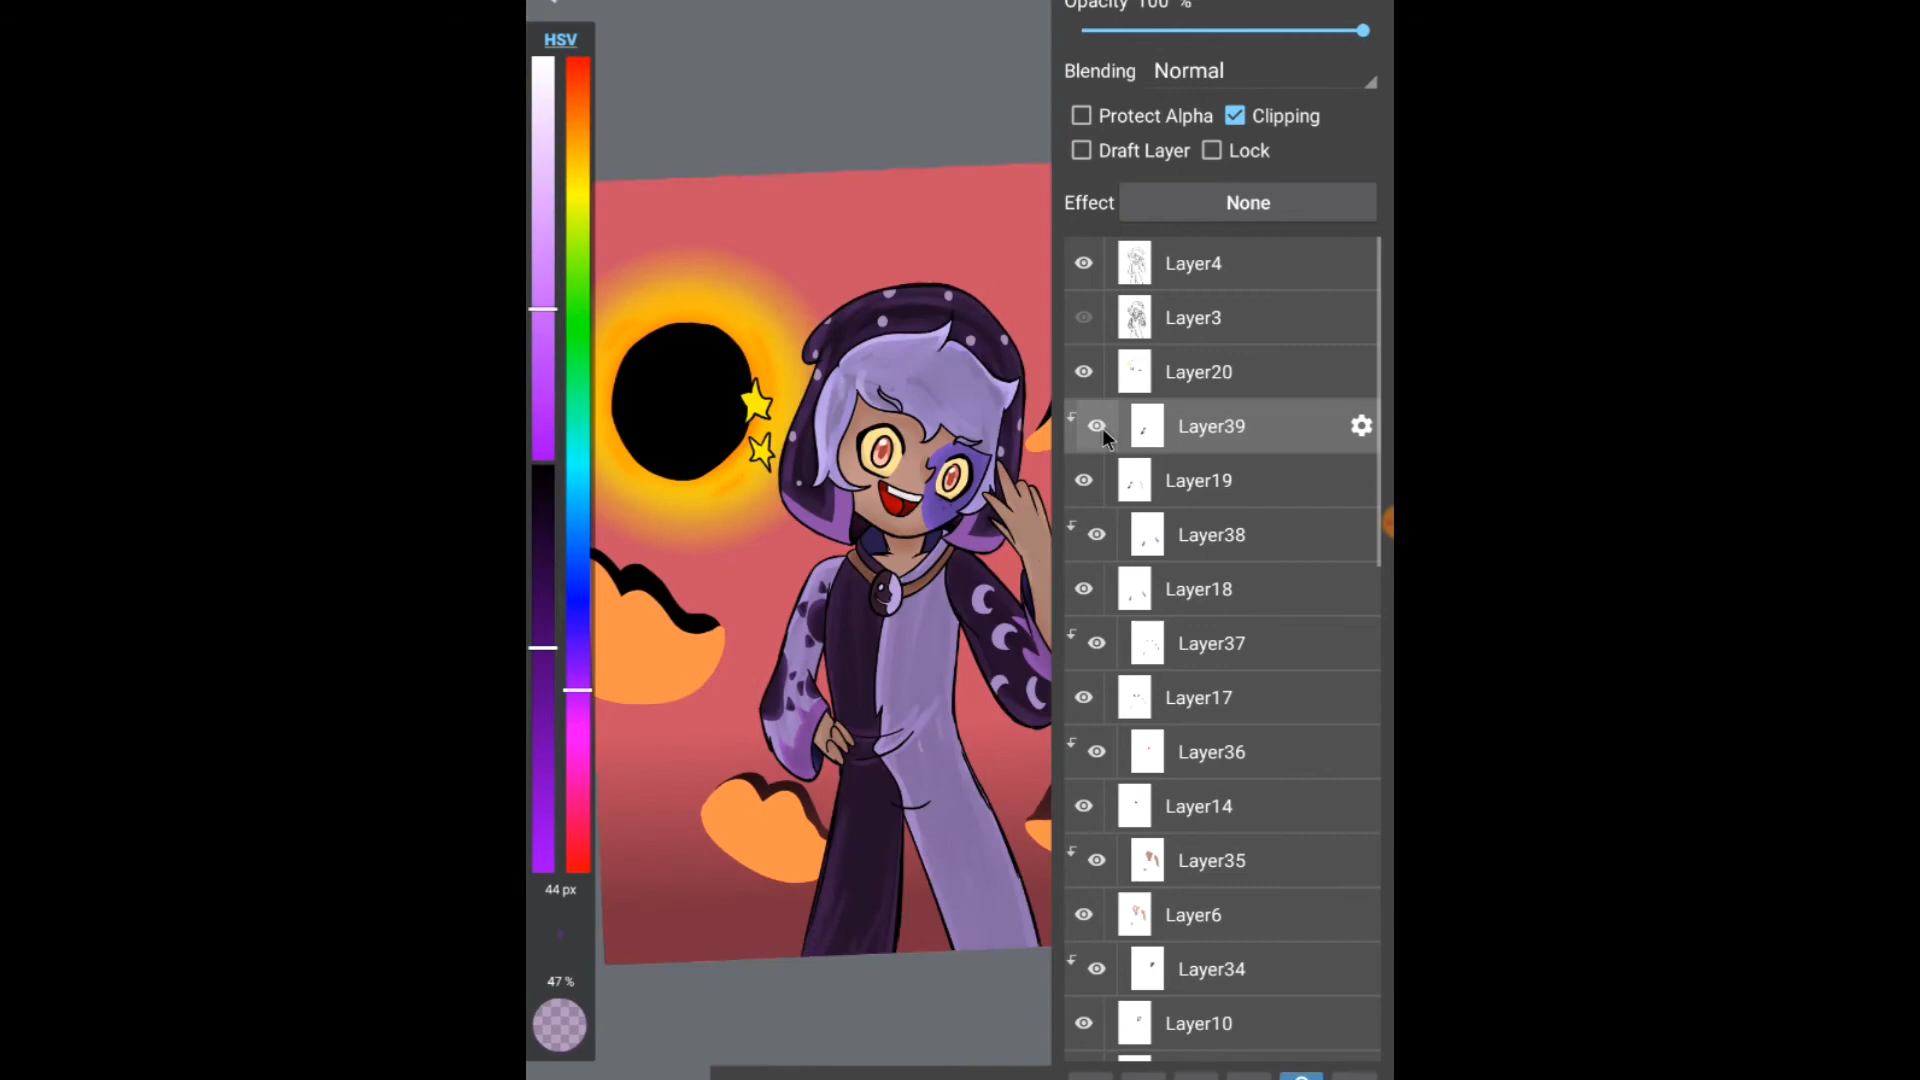 HSV
44 px
47 %
Opacity 100 %
Blending Normal
Protect Alpha Clipping
Draft Layer Lock
Effect None
Layer4
Layer3
Layer20
Layer39
Layer19
Layer38
Layer18
Layer37
Layer17
Layer36
Layer14
Layer35
Layer6
Layer34
Layer10